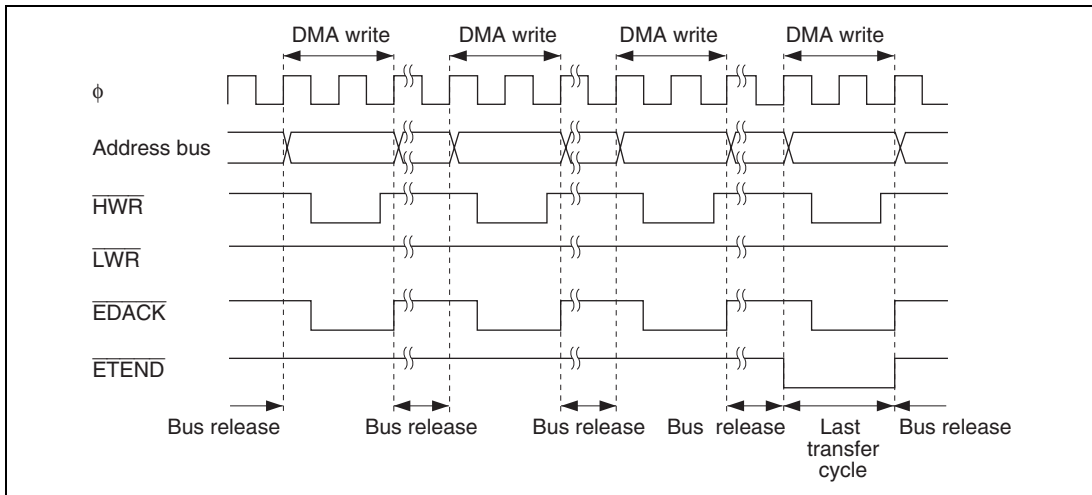 DMA write DMA write DMA write DMA write
φ
Address bus
HWR
LWR
EDACK
ETEND
Bus release Bus release Bus release Bus release Last transfer cycle Bus release